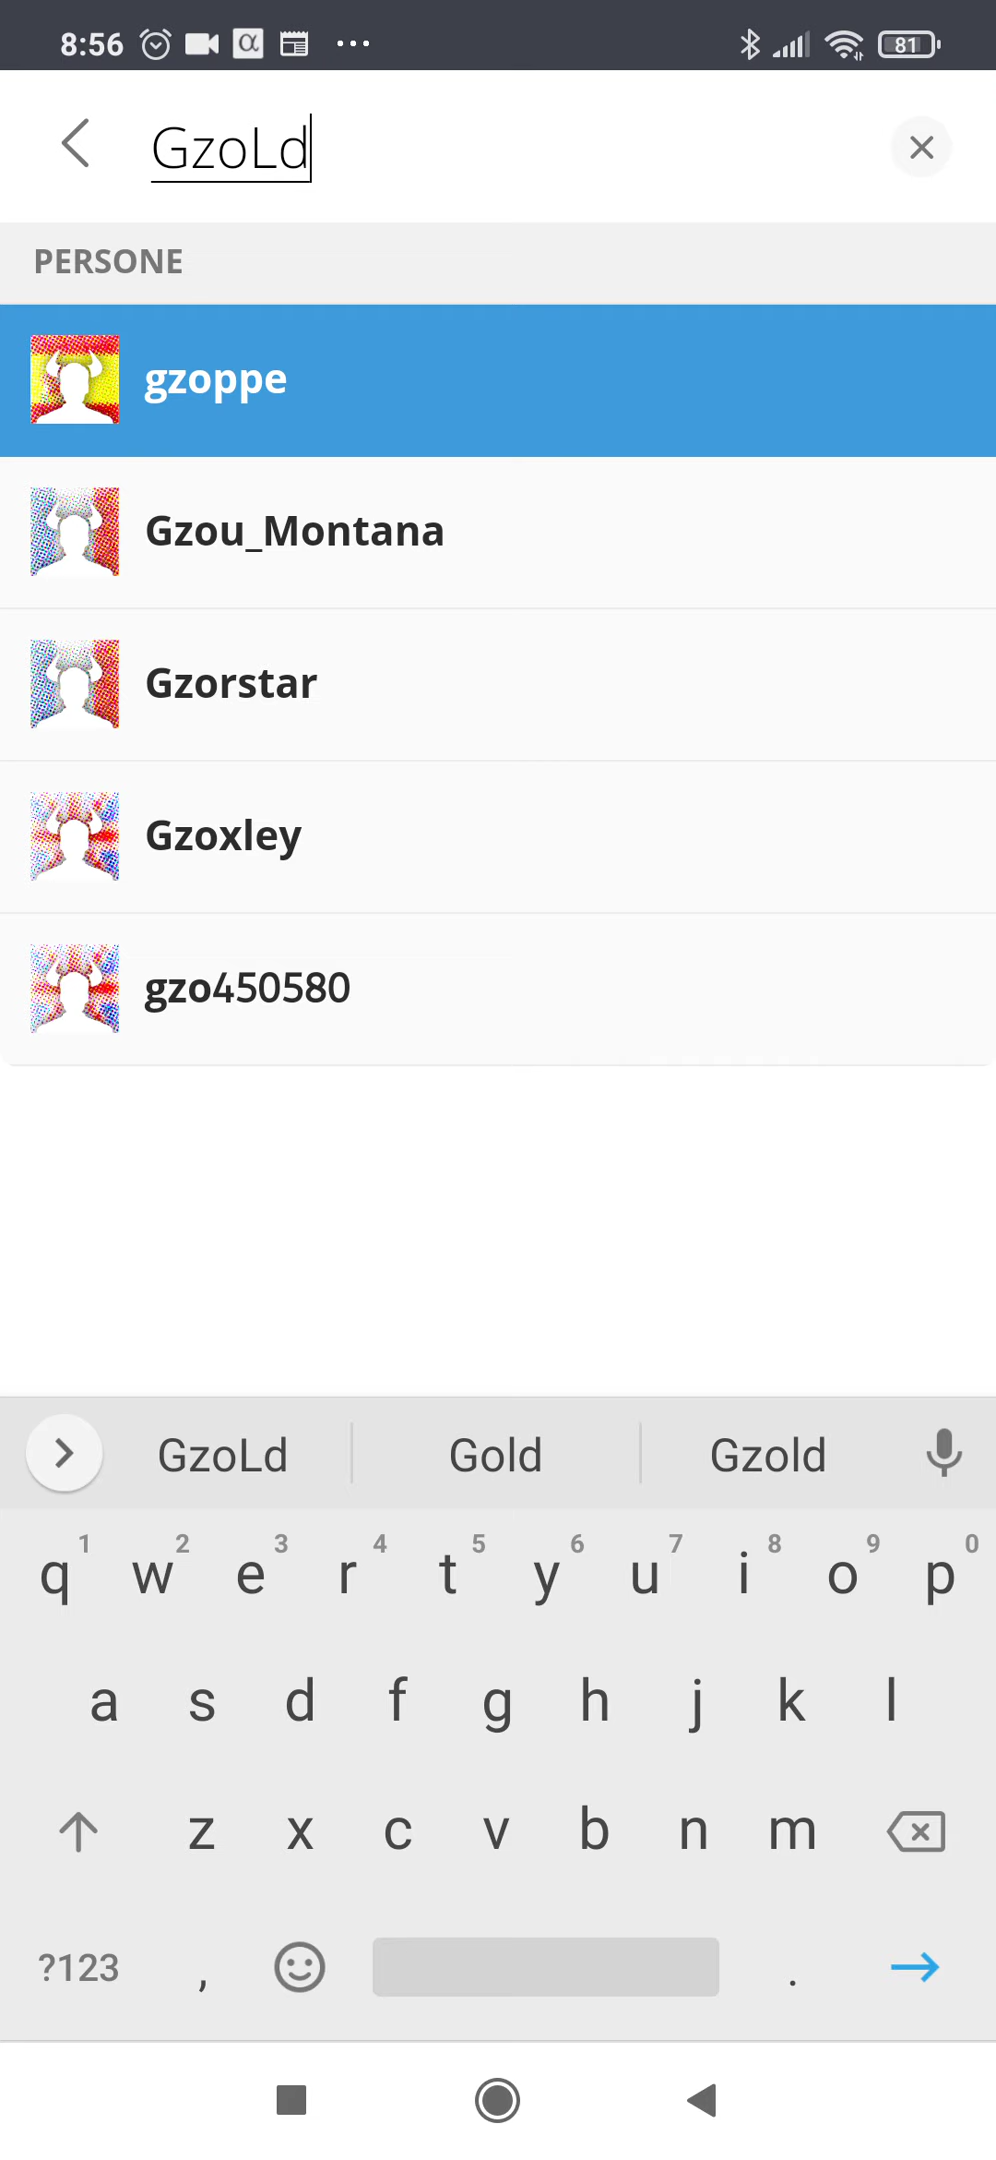 8:56 α ... 81
GzoLd
PERSONE
gzoppe
Gzou_Montana
Gzorstar
Gzoxley
gzo450580
GzoLd Gold Gzold
1 2 3 4 5 6 7 8 9 0
q w e r t y u i o p
a s d f g h j k l
z x c v b n m
?123 , .